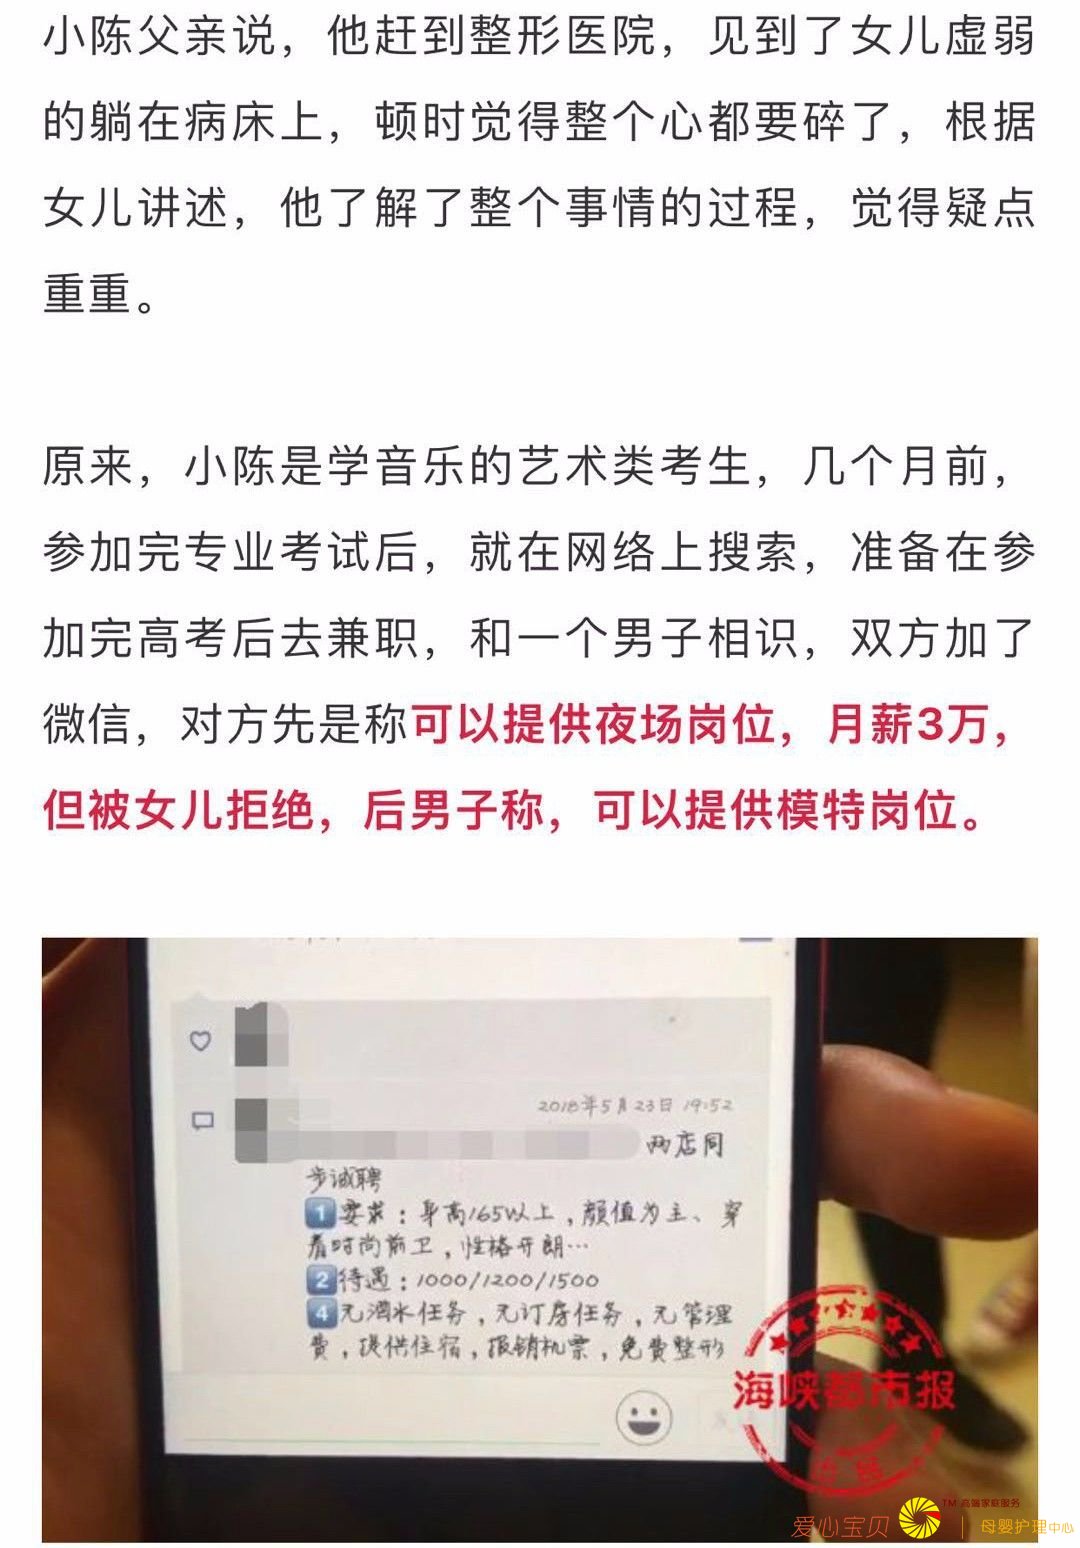 小陈父亲说，他赶到整形医院，见到了女儿虚弱
的躺在病床上，顿时觉得整个心都要碎了，根据
女儿讲述，他了解了整个事情的过程，觉得疑点
重重。
原来，小陈是学音乐的艺术类考生，几个月前，
参加完专业考试后，就在网络上搜索，准备在参
加完高考后去兼职，和一个男子相识，双方加了
微信，对方先是称可以提供夜场岗位，月薪3万，
但被女儿拒绝，后男子称，可以提供模特岗位。
2018年5月23日 19:52
两店同
步诚聘
1要求：身高165以上，颜值为主、穿
着时尚前卫，性格开朗…
2待遇：1000/1200/1500
4无酒水任务，无订房任务，无管理
费，提供住宿，报销机票，免费整形
海峡都市报
爱心宝贝
TM 高端家庭服务
母婴护理中心